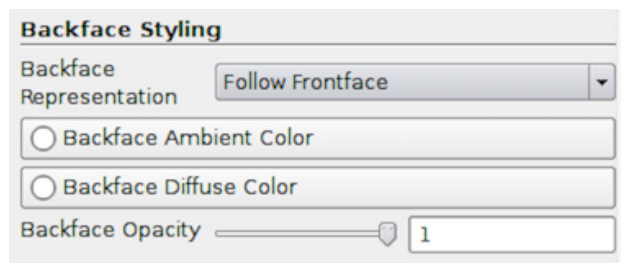 Backface Styling
Backface
Representation
Follow Frontface
Backface Ambient Color
Backface Diffuse Color
Backface Opacity 1